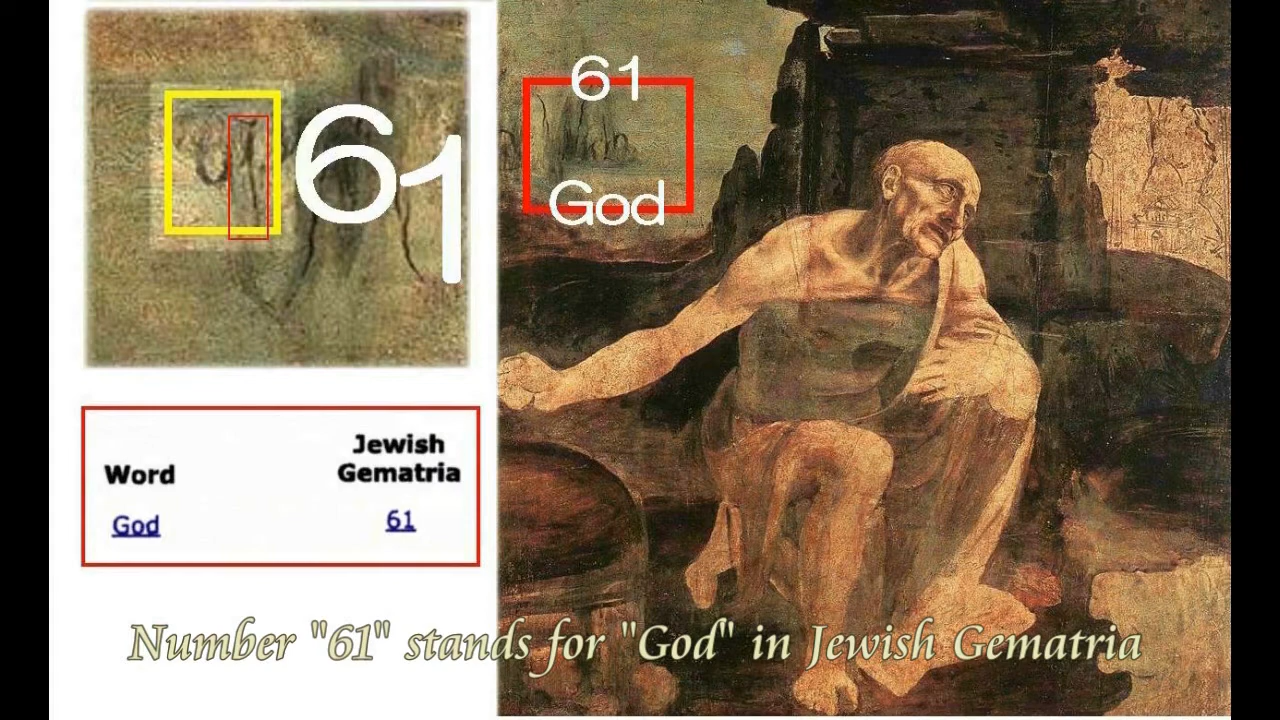 61
61
God
Jewish
Word Gematria
God 61
Number "61" stands for "God" in Jewish Gematria